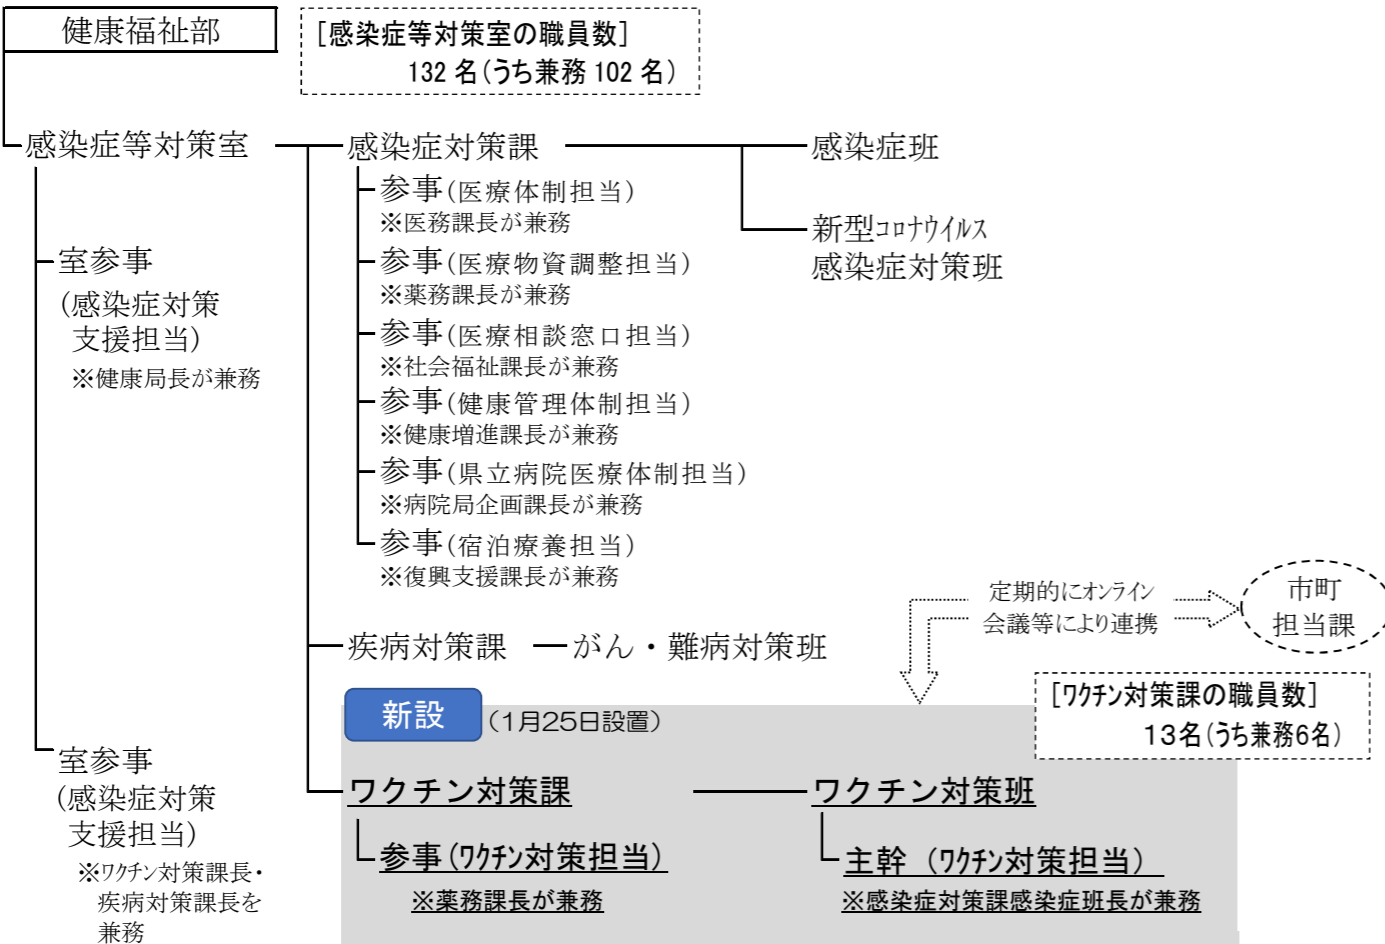 健康福祉部
[感染症等対策室の職員数]
132 名(うち兼務 102 名)
感染症等対策室
感染症対策課
感染症班
参事(医療体制担当)
※医務課長が兼務
新型コロナウイルス
感染症対策班
室参事
(感染症対策
支援担当)
※健康局長が兼務
参事(医療物資調整担当)
※薬務課長が兼務
参事(医療相談窓口担当)
※社会福祉課長が兼務
参事(健康管理体制担当)
※健康増進課長が兼務
参事(県立病院医療体制担当)
※病院局企画課長が兼務
参事(宿泊療養担当)
※復興支援課長が兼務
定期的にオンライン
会議等により連携
市町
担当課
疾病対策課
がん・難病対策班
[ワクチン対策課の職員数]
13名(うち兼務6名)
新設
(1月25日設置)
室参事
(感染症対策
支援担当)
※ワクチン対策課長・
疾病対策課長を
兼務
ワクチン対策課
ワクチン対策班
参事(ワクチン対策担当)
※薬務課長が兼務
主幹 (ワクチン対策担当)
※感染症対策課感染症班長が兼務